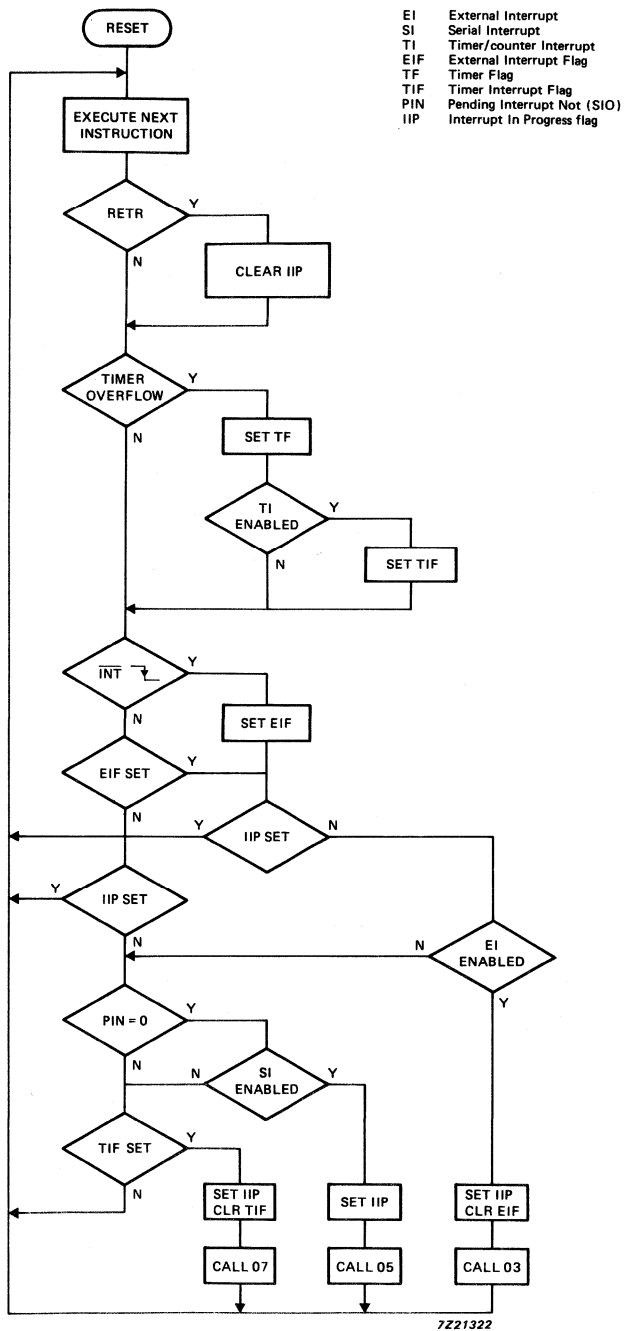 RESET
EI External Interrupt
SI Serial Interrupt
TI Timer/counter Interrupt
EIF External Interrupt Flag
TF Timer Flag
TIF Timer Interrupt Flag
PIN Pending Interrupt Not (SIO)
IIP Interrupt In Progress flag
EXECUTE NEXT
INSTRUCTION
RETR
Y
N
CLEAR IIP
TIMER
OVERFLOW
Y
N
SET TF
TI
ENABLED
Y
N
SET TIF
INT
Y
N
SET EIF
EIF SET
Y
N
Y
IIP SET
N
Y
IIP SET
N
N
EI
ENABLED
Y
PIN = 0
Y
N
N
SI
ENABLED
Y
TIF SET
Y
N
SET IIP
CLR TIF
SET IIP
SET IIP
CLR EIF
CALL 07
CALL 05
CALL 03
7Z21322